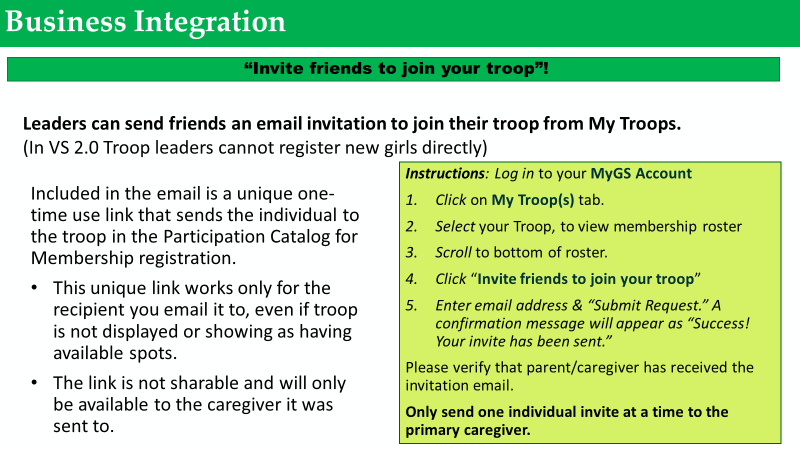 Business Integration
“Invite friends to join your troop”!
Leaders can send friends an email invitation to join their troop from My Troops.
(In VS 2.0 Troop leaders cannot register new girls directly)
Included in the email is a unique one-
time use link that sends the individual to
the troop in the Participation Catalog for
Membership registration.
• This unique link works only for the
recipient you email it to, even if troop
is not displayed or showing as having
available spots.
• The link is not sharable and will only
be available to the caregiver it was
sent to.
Instructions: Log in to your MyGS Account
1. Click on My Troop(s) tab.
2. Select your Troop, to view membership roster
3. Scroll to bottom of roster.
4. Click “Invite friends to join your troop”
5. Enter email address & “Submit Request.” A
confirmation message will appear as “Success!
Your invite has been sent.”
Please verify that parent/caregiver has received the
invitation email.
Only send one individual invite at a time to the
primary caregiver.